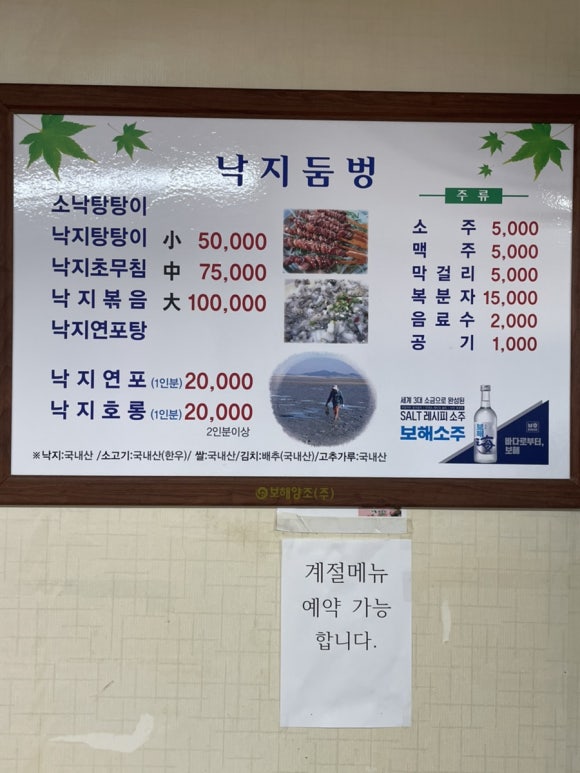 낙지둠벙
소낙탕탕이
낙지탕탕이 小 50,000
낙지초무침 中 75,000
낙지볶음 大 100,000
낙지연포탕
낙지연포 (1인분) 20,000
낙지호롱 (1인분) 20,000
2인분이상
주류
소주 5,000
맥주 5,000
막걸리 5,000
복분자 15,000
음료수 2,000
공기 1,000
세계 3대 소금으로 완성된
SALT 레시피 소주
보해소주
보해
바다로부터,
보해
※낙지:국내산 /소고기:국내산(한우)/ 쌀:국내산/김치:배추(국내산)/고추가루:국내산
보해양조(주)
계절메뉴
예약 가능
합니다.